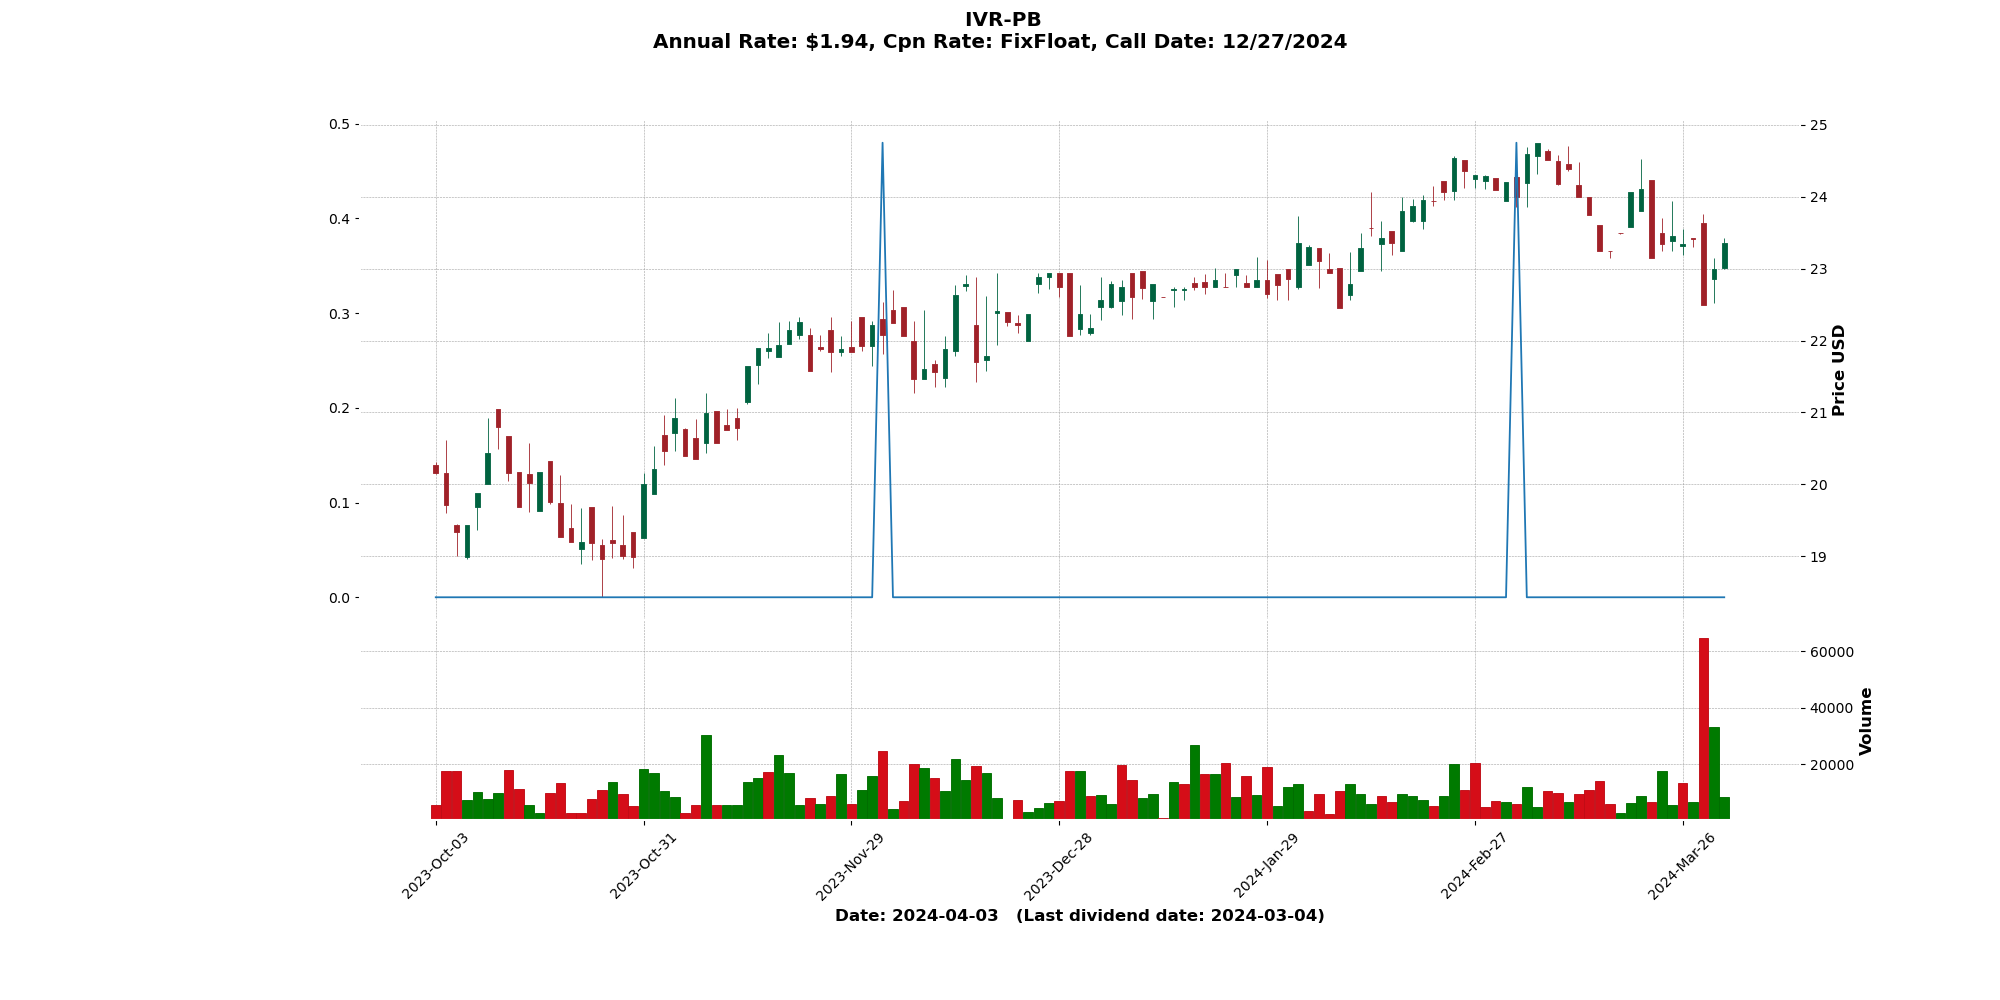 IVR-PB
Annual Rate: $1.94, Cpn Rate: FixFloat, Call Date: 12/27/2024
0.5
0.4
0.3
0.2
0.1
0.0
25
24
23
22
21
20
19
Price USD
60000
40000
20000
Volume
2023-Oct-03
2023-Oct-31
2023-Nov-29
2023-Dec-28
2024-Jan-29
2024-Feb-27
2024-Mar-26
Date: 2024-04-03 (Last dividend date: 2024-03-04)